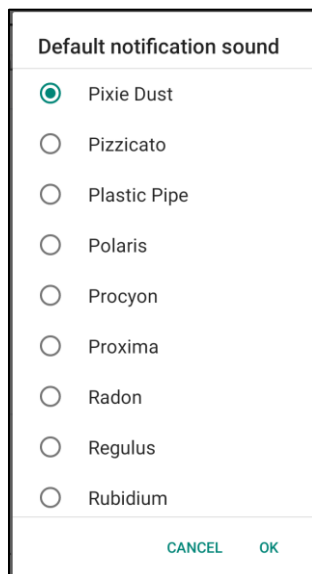 Default notification sound
Pixie Dust
Pizzicato
Plastic Pipe
Polaris
Procyon
Proxima
Radon
Regulus
Rubidium
CANCEL OK